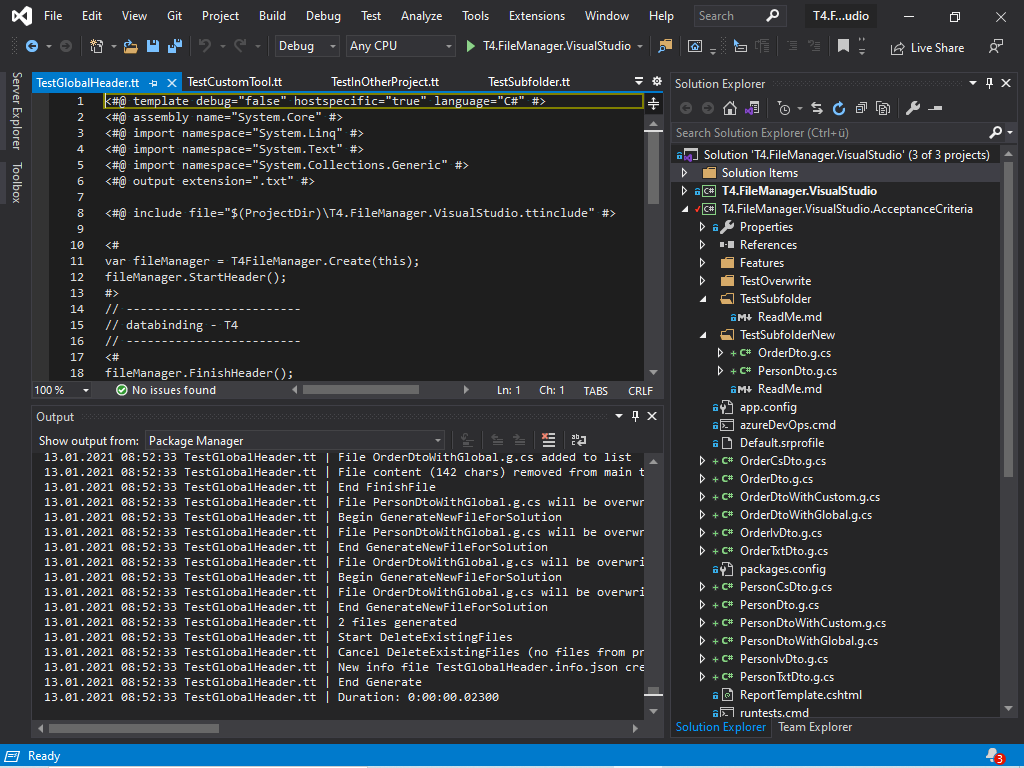 File Edit View Git Project Build Debug Test Analyze Tools Extensions Window Help Search T4.F...udio
Debug Any CPU T4.FileManager.VisualStudio Live Share
Server Explorer
Toolbox
TestGlobalHeader.tt TestCustomTool.tt TestInOtherProject.tt TestSubfolder.tt
1 <#@ template debug="false" hostspecific="true" language="C#" #>
2 <#@ assembly name="System.Core" #>
3 <#@ import namespace="System.Linq" #>
4 <#@ import namespace="System.Text" #>
5 <#@ import namespace="System.Collections.Generic" #>
6 <#@ output extension=".txt" #>
7
8 <#@ include file="$(ProjectDir)\T4.FileManager.VisualStudio.ttinclude" #>
9
10 <#
11 var fileManager = T4FileManager.Create(this);
12 fileManager.StartHeader();
13 #>
14 // -------------------------
15 // databinding - T4
16 // -------------------------
17 <#
18 fileManager.FinishHeader();
100 % No issues found Ln: 1 Ch: 1 TABS CRLF
Output
Show output from: Package Manager
13.01.2021 08:52:33 TestGlobalHeader.tt | File OrderDtoWithGlobal.g.cs added to list
13.01.2021 08:52:33 TestGlobalHeader.tt | File content (142 chars) removed from main t
13.01.2021 08:52:33 TestGlobalHeader.tt | End FinishFile
13.01.2021 08:52:33 TestGlobalHeader.tt | File PersonDtoWithGlobal.g.cs will be overwr
13.01.2021 08:52:33 TestGlobalHeader.tt | Begin GenerateNewFileForSolution
13.01.2021 08:52:33 TestGlobalHeader.tt | File PersonDtoWithGlobal.g.cs will be overwr
13.01.2021 08:52:33 TestGlobalHeader.tt | End GenerateNewFileForSolution
13.01.2021 08:52:33 TestGlobalHeader.tt | File OrderDtoWithGlobal.g.cs will be overwri
13.01.2021 08:52:33 TestGlobalHeader.tt | Begin GenerateNewFileForSolution
13.01.2021 08:52:33 TestGlobalHeader.tt | File OrderDtoWithGlobal.g.cs will be overwri
13.01.2021 08:52:33 TestGlobalHeader.tt | End GenerateNewFileForSolution
13.01.2021 08:52:33 TestGlobalHeader.tt | 2 files generated
13.01.2021 08:52:33 TestGlobalHeader.tt | Start DeleteExistingFiles
13.01.2021 08:52:33 TestGlobalHeader.tt | Cancel DeleteExistingFiles (no files from pr
13.01.2021 08:52:33 TestGlobalHeader.tt | New info file TestGlobalHeader.info.json cre
13.01.2021 08:52:33 TestGlobalHeader.tt | End Generate
13.01.2021 08:52:33 TestGlobalHeader.tt | Duration: 0:00:00.02300
Solution Explorer
Search Solution Explorer (Ctrl+ü)
Solution 'T4.FileManager.VisualStudio' (3 of 3 projects)
Solution Items
C# T4.FileManager.VisualStudio
C# T4.FileManager.VisualStudio.AcceptanceCriteria
Properties
References
Features
TestOverwrite
TestSubfolder
M↓ ReadMe.md
TestSubfolderNew
+ C# OrderDto.g.cs
+ C# PersonDto.g.cs
M↓ ReadMe.md
app.config
azureDevOps.cmd
Default.srprofile
+ C# OrderCsDto.g.cs
+ C# OrderDto.g.cs
+ C# OrderDtoWithCustom.g.cs
+ C# OrderDtoWithGlobal.g.cs
+ C# OrderIvDto.g.cs
+ C# OrderTxtDto.g.cs
packages.config
+ C# PersonCsDto.g.cs
+ C# PersonDto.g.cs
+ C# PersonDtoWithCustom.g.cs
+ C# PersonDtoWithGlobal.g.cs
+ C# PersonIvDto.g.cs
+ C# PersonTxtDto.g.cs
ReportTemplate.cshtml
runtests.cmd
Solution Explorer Team Explorer
Ready 3